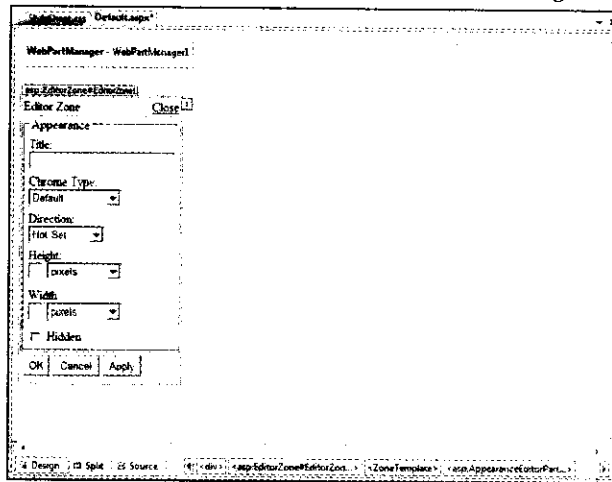 Default.aspx*
WebPartManager - WebPartManager1
asp:EditorZone#EditorZone1
Editor Zone Close
Appearance
Title:
Chrome Type:
Default
Direction:
Not Set
Height:
pixels
Width:
pixels
Hidden
OK Cancel Apply
Design Split Source <div> <asp:EditorZone#EditorZon...> <ZoneTemplate> <asp:AppearanceEditorPart...>